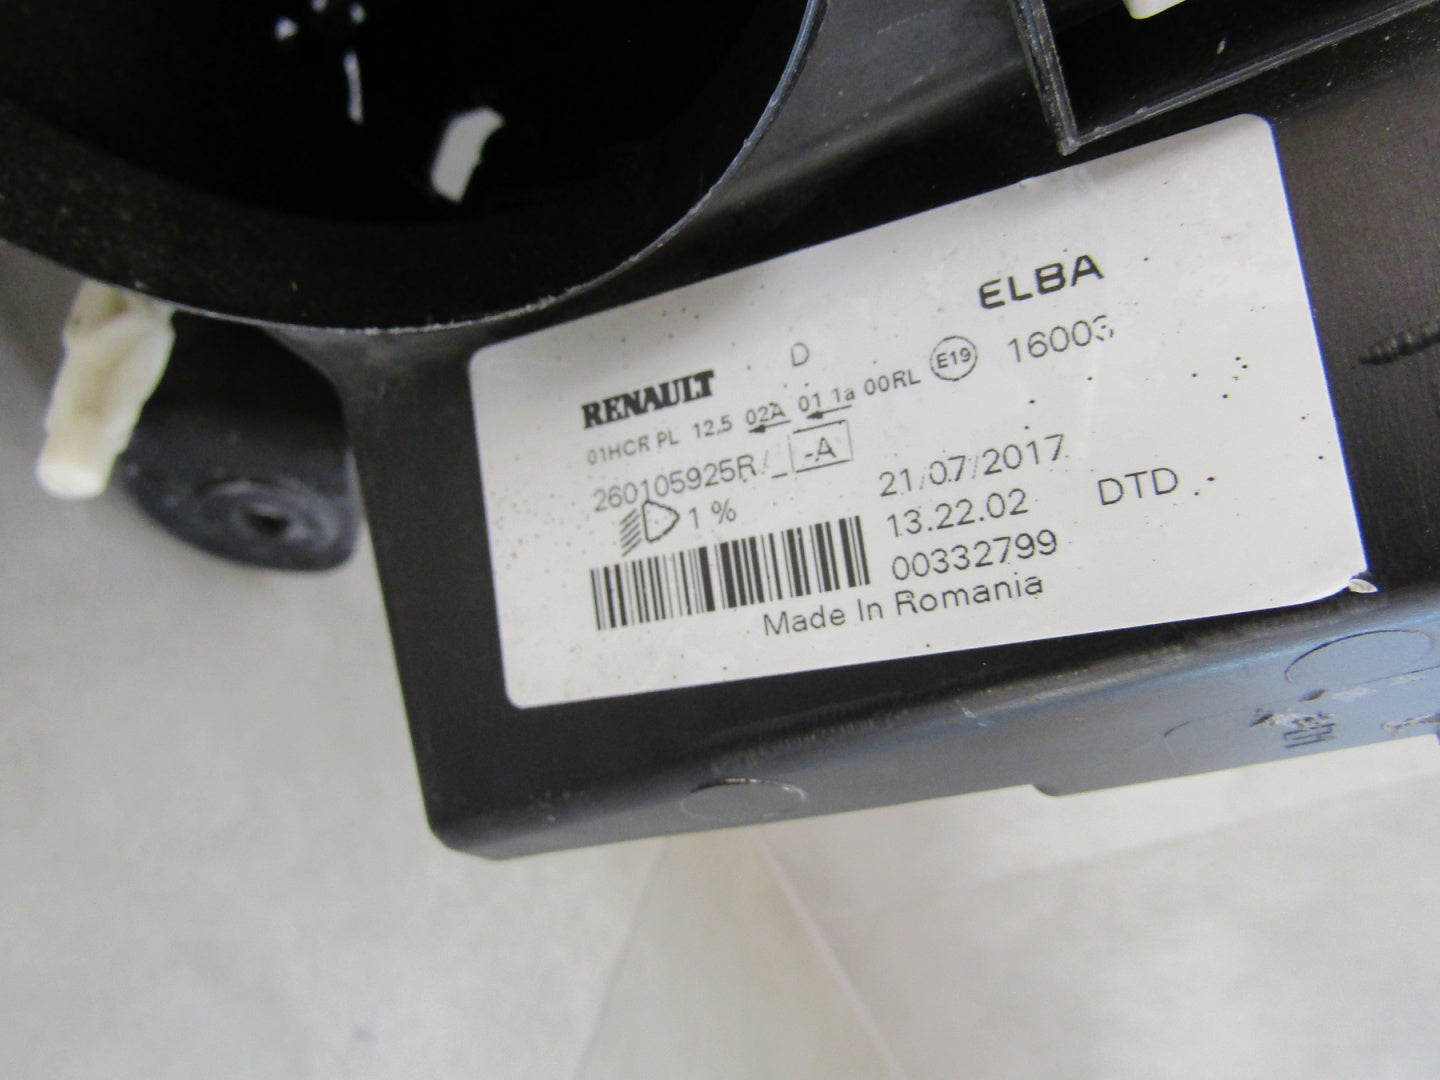 ELBA
RENAULT D
01HCR PL 12.5 02A 01 1a 00RL E19 16003
260105925R/_ -A
1 %
21/07/2017
13.22.02 DTD
00332799
Made In Romania